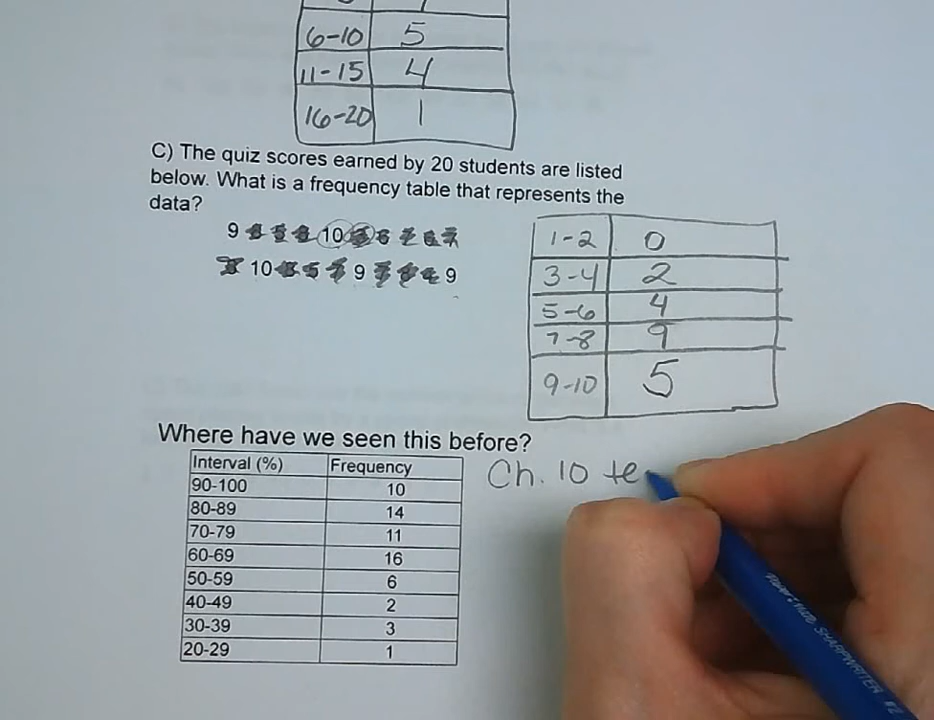 6-10 5
11-15 4
16-20 1
C) The quiz scores earned by 20 students are listed
below. What is a frequency table that represents the
data?
9 10
10 9 9
1-2 0
3-4 2
5-6 4
7-8 9
9-10 5
Where have we seen this before?
Interval (%) Frequency
90-100 10
80-89 14
70-79 11
60-69 16
50-59 6
40-49 2
30-39 3
20-29 1
Ch. 10 te